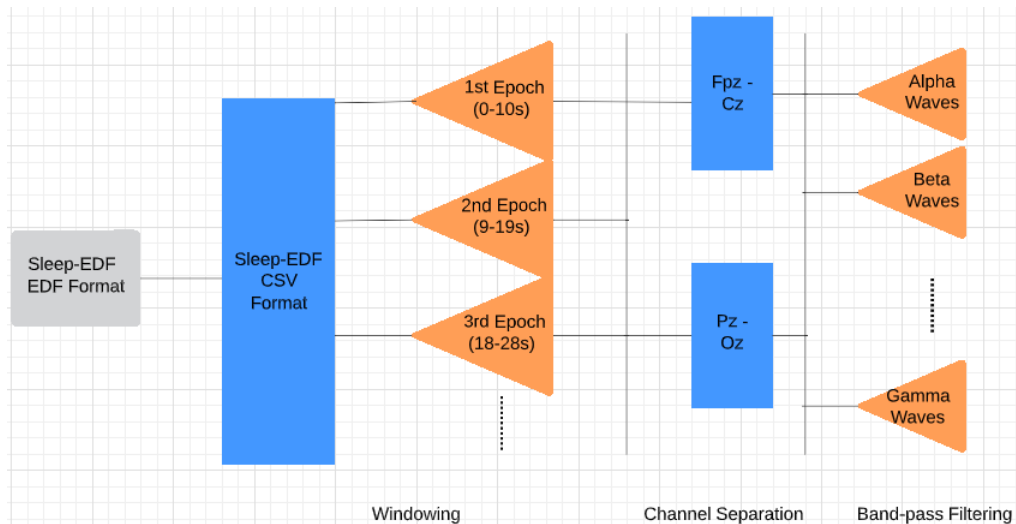 Sleep-EDF
EDF Format
Sleep-EDF
CSV
Format
1st Epoch
(0-10s)
2nd Epoch
(9-19s)
3rd Epoch
(18-28s)
Fpz -
Cz
Pz -
Oz
Alpha
Waves
Beta
Waves
Gamma
Waves
Windowing
Channel Separation
Band-pass Filtering